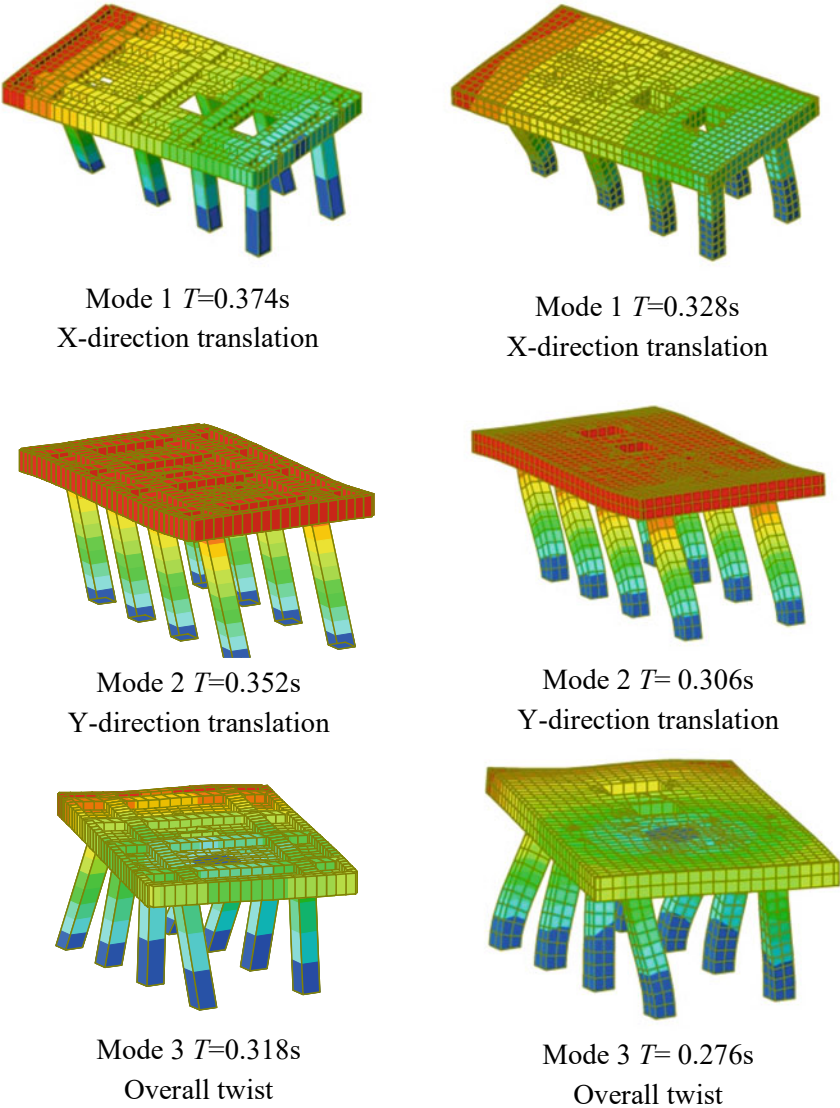 Mode 1 T=0.374s
X-direction translation
Mode 1 T=0.328s
X-direction translation
Mode 2 T=0.352s
Y-direction translation
Mode 2 T= 0.306s
Y-direction translation
Mode 3 T=0.318s
Overall twist
Mode 3 T= 0.276s
Overall twist